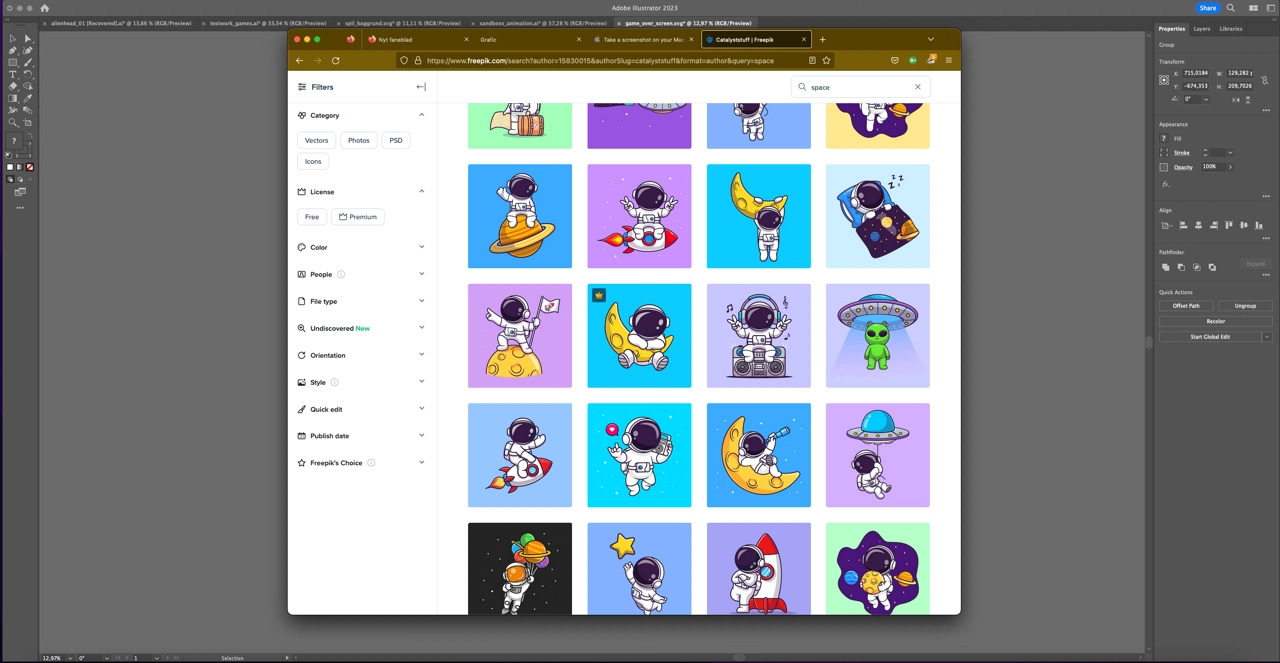 Adobe Illustrator 2023
Share
alienhead_01 [Recovered].ai* @ 13,66 % (RGB/Preview)
testwork_games.ai* @ 33,54 % (RGB/Preview)
spil_baggrund.svg* @ 11,11 % (RGB/Preview)
sandboxx_animation.ai* @ 37,28 % (RGB/Preview)
game_over_screen.svg* @ 12,97 % (RGB/Preview)
Nyt faneblad
Grafic
Take a screenshot on your Ma
Catalyststuff | Freepik
https://www.freepik.com/search?author=15830015&authorSlug=catalyststuff&format=author&query=space
Filters
space
Category
Vectors
Photos
PSD
Icons
License
Free
Premium
Color
People
File type
Undiscovered New
Orientation
Style
Quick edit
Publish date
Freepik's Choice
Z Z Z
Properties
Layers
Libraries
Group
Transform
X: 715,0184
W: 129,282 p
Y: -674,353
H: 209,7026
0°
Appearance
? Fill
Stroke
Opacity 100%
fx.
Align
Pathfinder
Expand
Quick Actions
Offset Path
Ungroup
Recolor
Start Global Edit
12,97%
0°
1
Selection